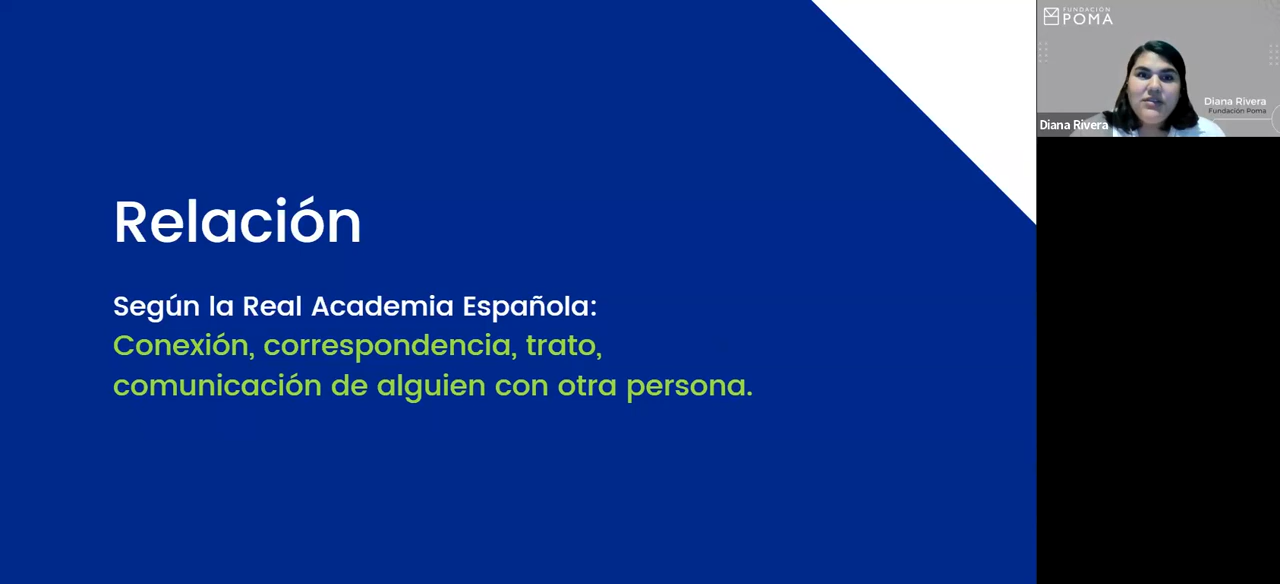 Relación
Según la Real Academia Española:
Conexión, correspondencia, trato,
comunicación de alguien con otra persona.
FUNDACIÓN
POMA
Diana Rivera
Fundación Poma
Diana Rivera